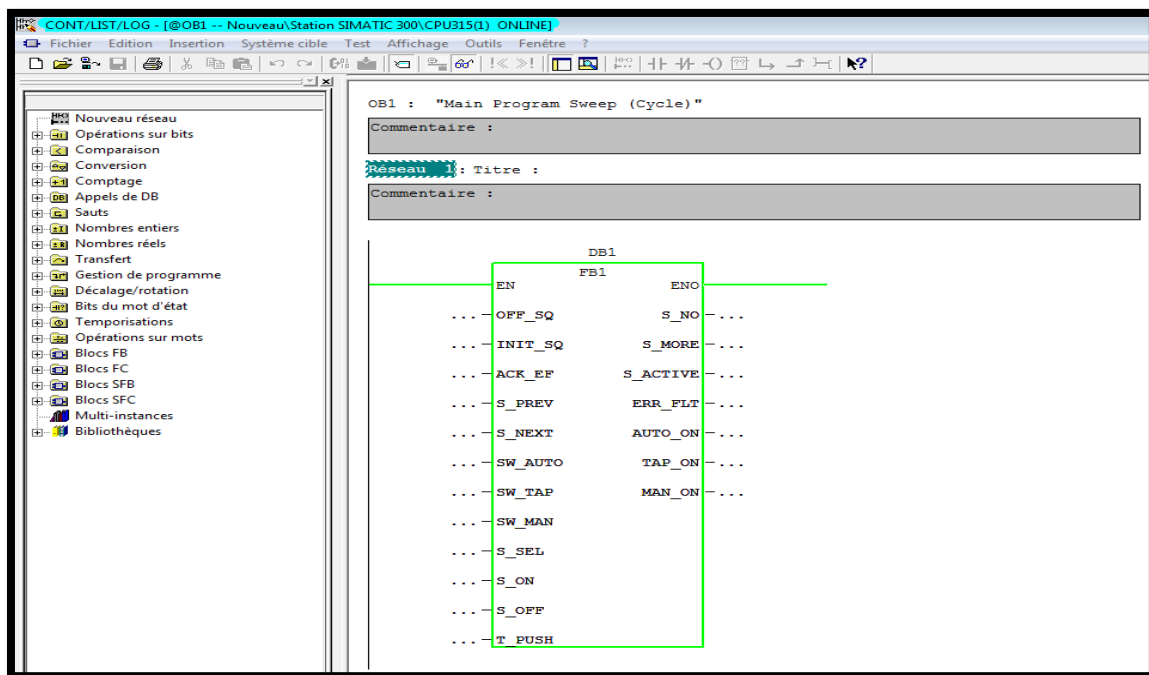 CONT/LIST/LOG - [@OB1 -- Nouveau\Station SIMATIC 300\CPU315(1) ONLINE]
Fichier Edition Insertion Système cible Test Affichage Outils Fenêtre ?
Nouveau réseau
Opérations sur bits
Comparaison
Conversion
Comptage
Appels de DB
Sauts
Nombres entiers
Nombres réels
Transfert
Gestion de programme
Décalage/rotation
Bits du mot d'état
Temporisations
Opérations sur mots
Blocs FB
Blocs FC
Blocs SFB
Blocs SFC
Multi-instances
Bibliothèques
OB1 : "Main Program Sweep (Cycle)"
Commentaire :
Réseau 1: Titre :
Commentaire :
DB1
FB1
EN ENO
... OFF_SQ S_NO ...
... INIT_SQ S_MORE ...
... ACK_EF S_ACTIVE ...
... S_PREV ERR_FLT ...
... S_NEXT AUTO_ON ...
... SW_AUTO TAP_ON ...
... SW_TAP MAN_ON ...
... SW_MAN
... S_SEL
... S_ON
... S_OFF
... T_PUSH